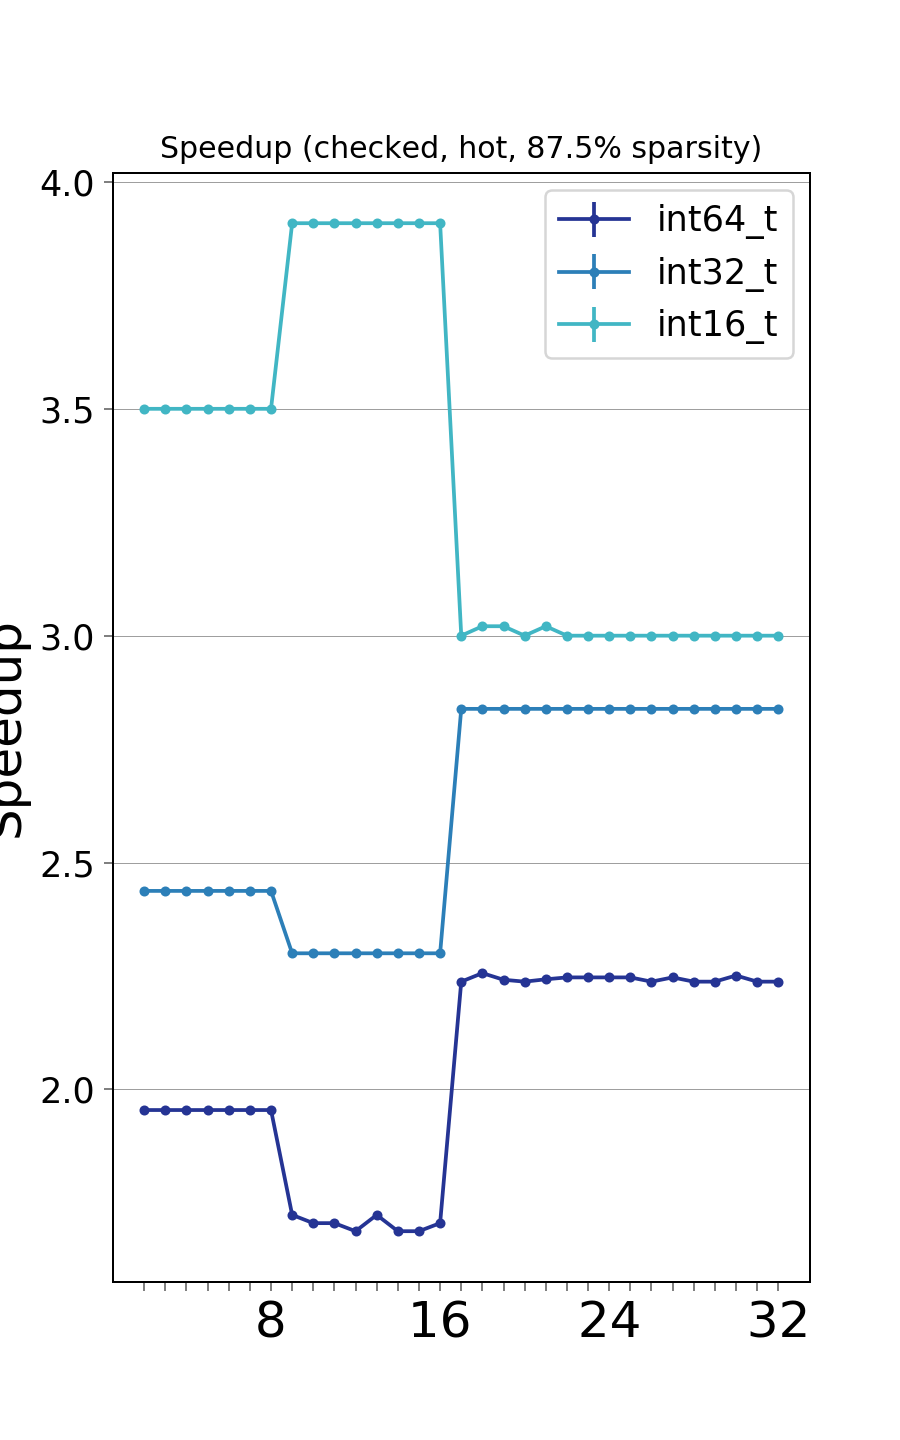 Speedup (checked, hot, 87.5% sparsity)
4.0
3.5
3.0
2.5
2.0
Speedup
int64_t
int32_t
int16_t
8 16 24 32